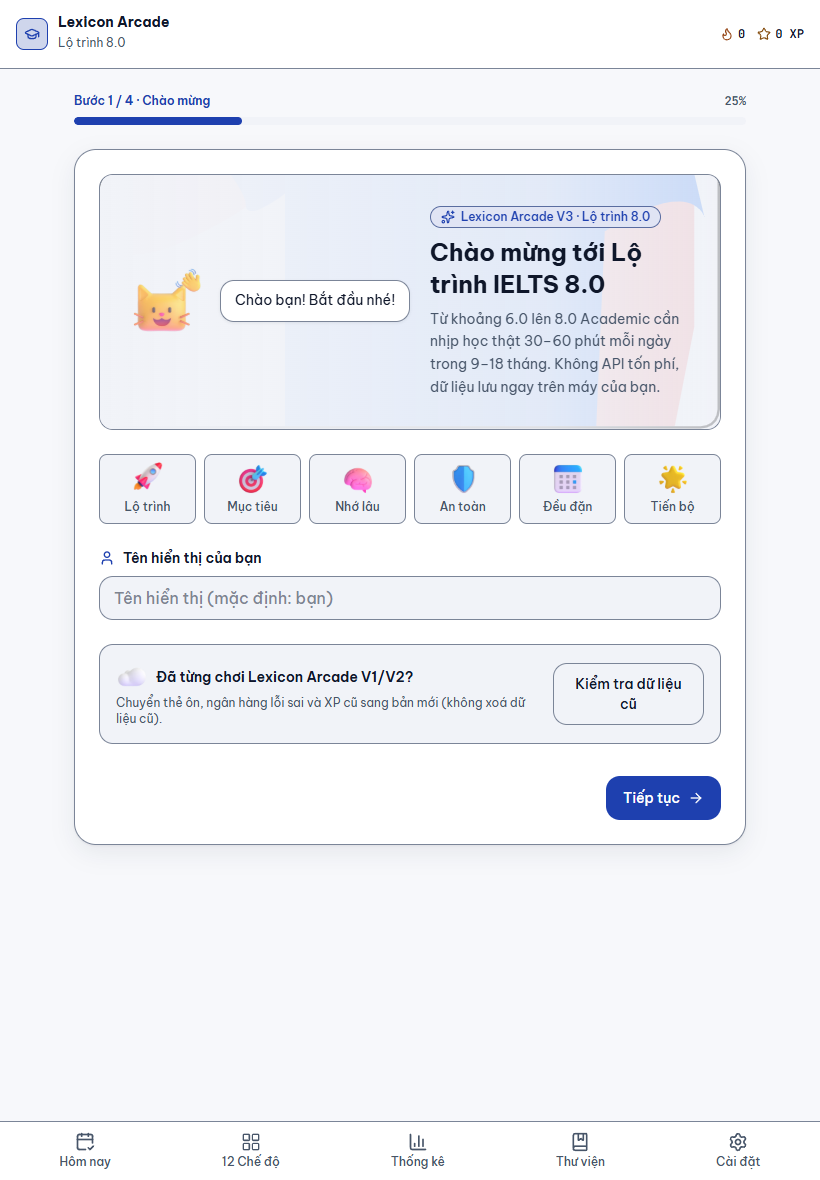 Lexicon Arcade
Lộ trình 8.0
0
0 XP
Bước 1 / 4 · Chào mừng
25%
Chào bạn! Bắt đầu nhé!
Lexicon Arcade V3 · Lộ trình 8.0
Chào mừng tới Lộ
trình IELTS 8.0
Từ khoảng 6.0 lên 8.0 Academic cần
nhịp học thật 30–60 phút mỗi ngày
trong 9–18 tháng. Không API tốn phí,
dữ liệu lưu ngay trên máy của bạn.
Lộ trình
Mục tiêu
Nhớ lâu
An toàn
Đều đặn
Tiến bộ
Tên hiển thị của bạn
Tên hiển thị (mặc định: bạn)
Đã từng chơi Lexicon Arcade V1/V2?
Chuyển thẻ ôn, ngân hàng lỗi sai và XP cũ sang bản mới (không xoá dữ
liệu cũ).
Kiểm tra dữ liệu
cũ
Tiếp tục
Hôm nay
12 Chế độ
Thống kê
Thư viện
Cài đặt